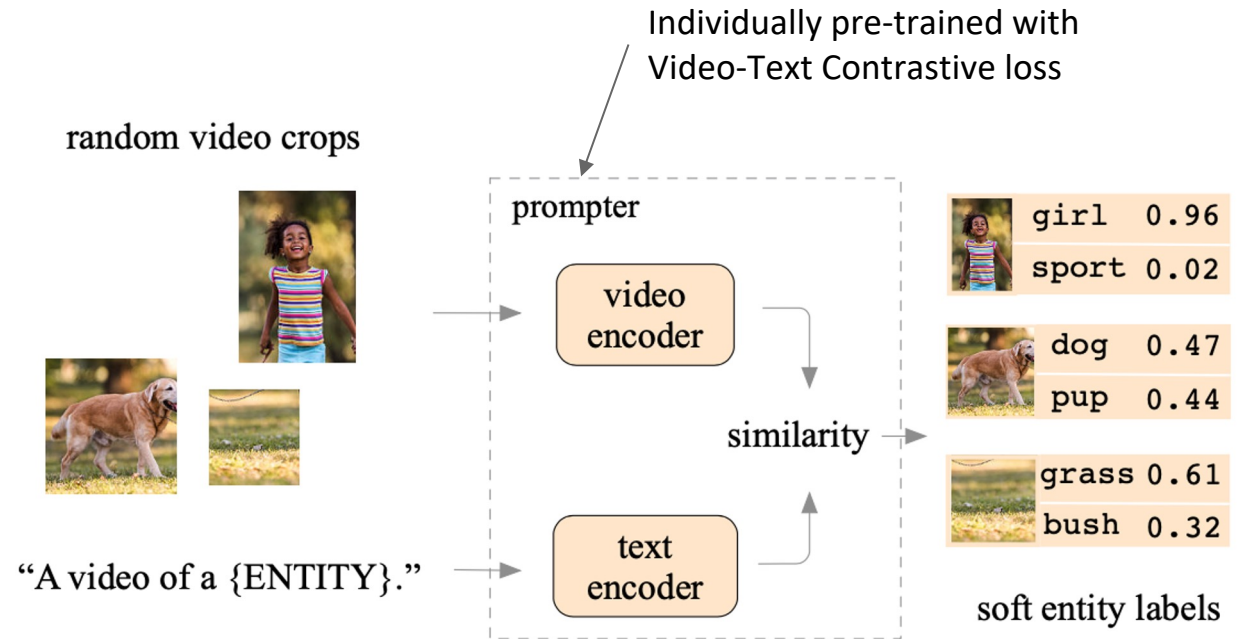 Individually pre-trained with
Video-Text Contrastive loss
random video crops
prompter
video
encoder
similarity
text
encoder
“A video of a {ENTITY}.”
girl 0.96
sport 0.02
dog 0.47
pup 0.44
grass 0.61
bush 0.32
soft entity labels